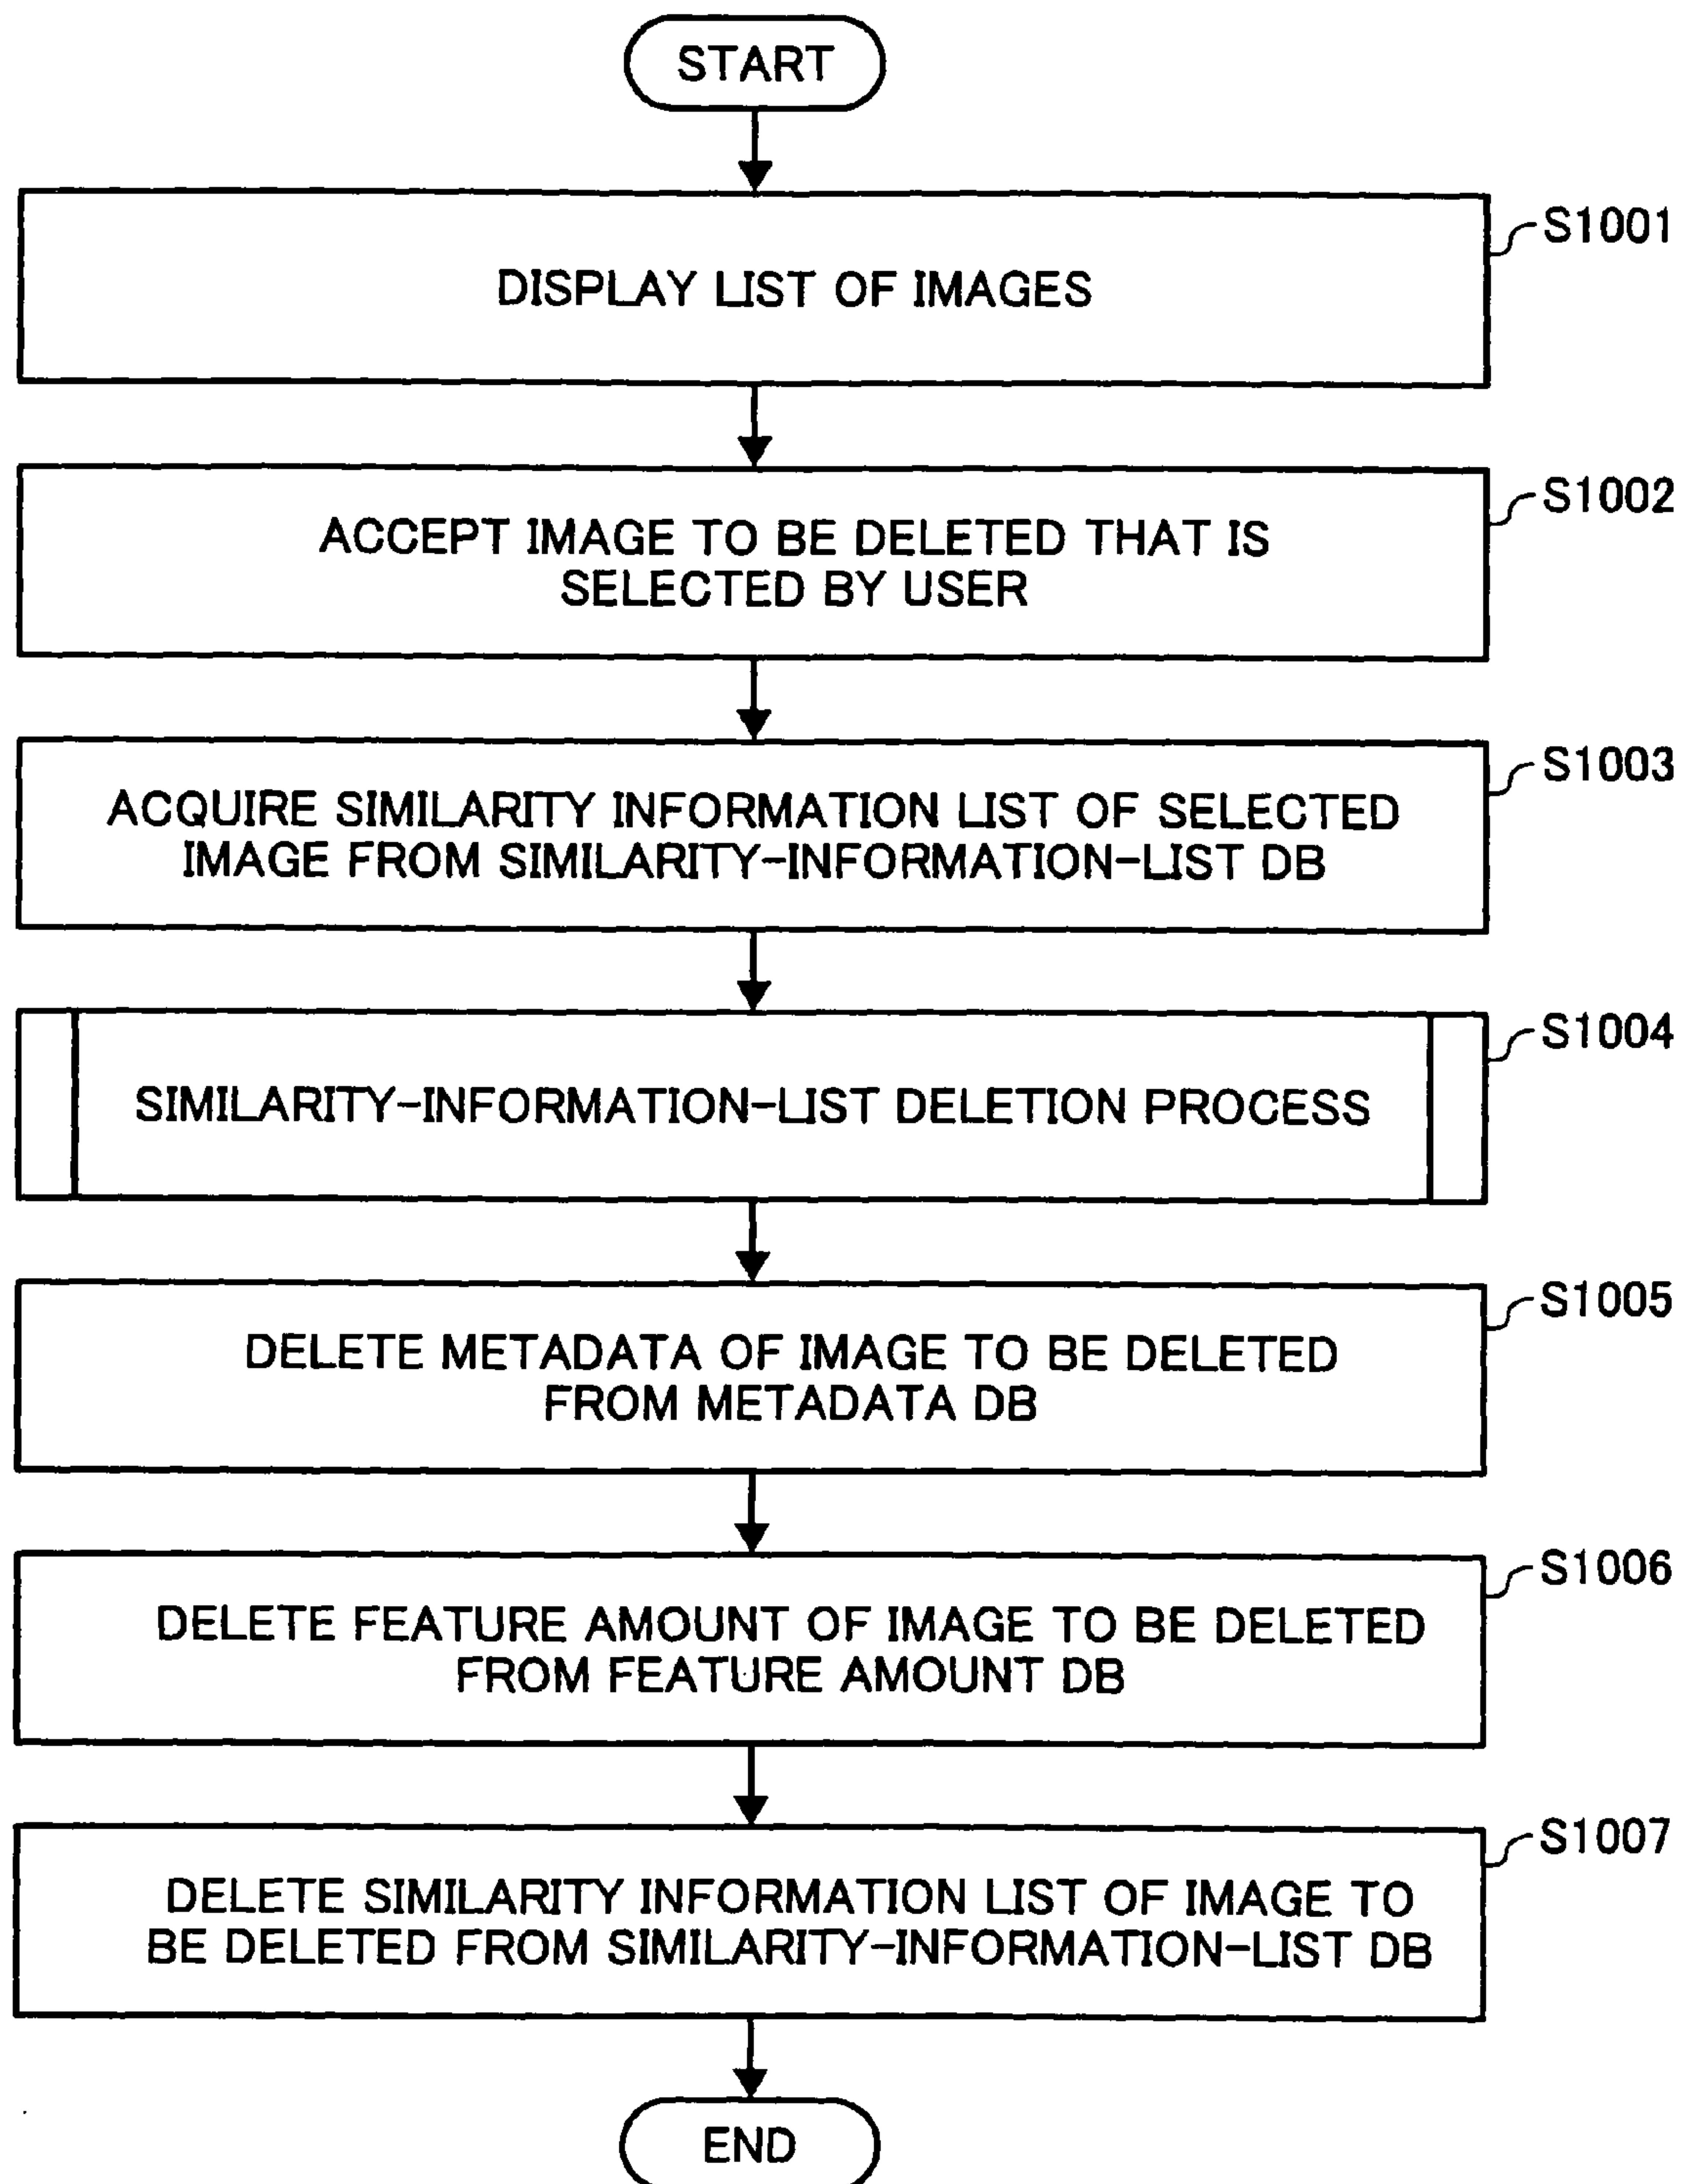 START
S1001
DISPLAY LIST OF IMAGES
S1002
ACCEPT IMAGE TO BE DELETED THAT IS
SELECTED BY USER
S1003
ACQUIRE SIMILARITY INFORMATION LIST OF SELECTED
IMAGE FROM SIMILARITY-INFORMATION-LIST DB
S1004
SIMILARITY-INFORMATION-LIST DELETION PROCESS
S1005
DELETE METADATA OF IMAGE TO BE DELETED
FROM METADATA DB
S1006
DELETE FEATURE AMOUNT OF IMAGE TO BE DELETED
FROM FEATURE AMOUNT DB
S1007
DELETE SIMILARITY INFORMATION LIST OF IMAGE TO
BE DELETED FROM SIMILARITY-INFORMATION-LIST DB
END